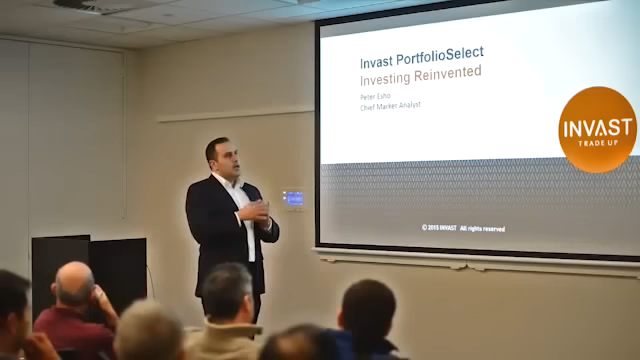 Invast PortfolioSelect
Investing Reinvented
Peter Esho
Chief Market Analyst
INVAST
TRADE UP
© 2015 INVAST All rights reserved